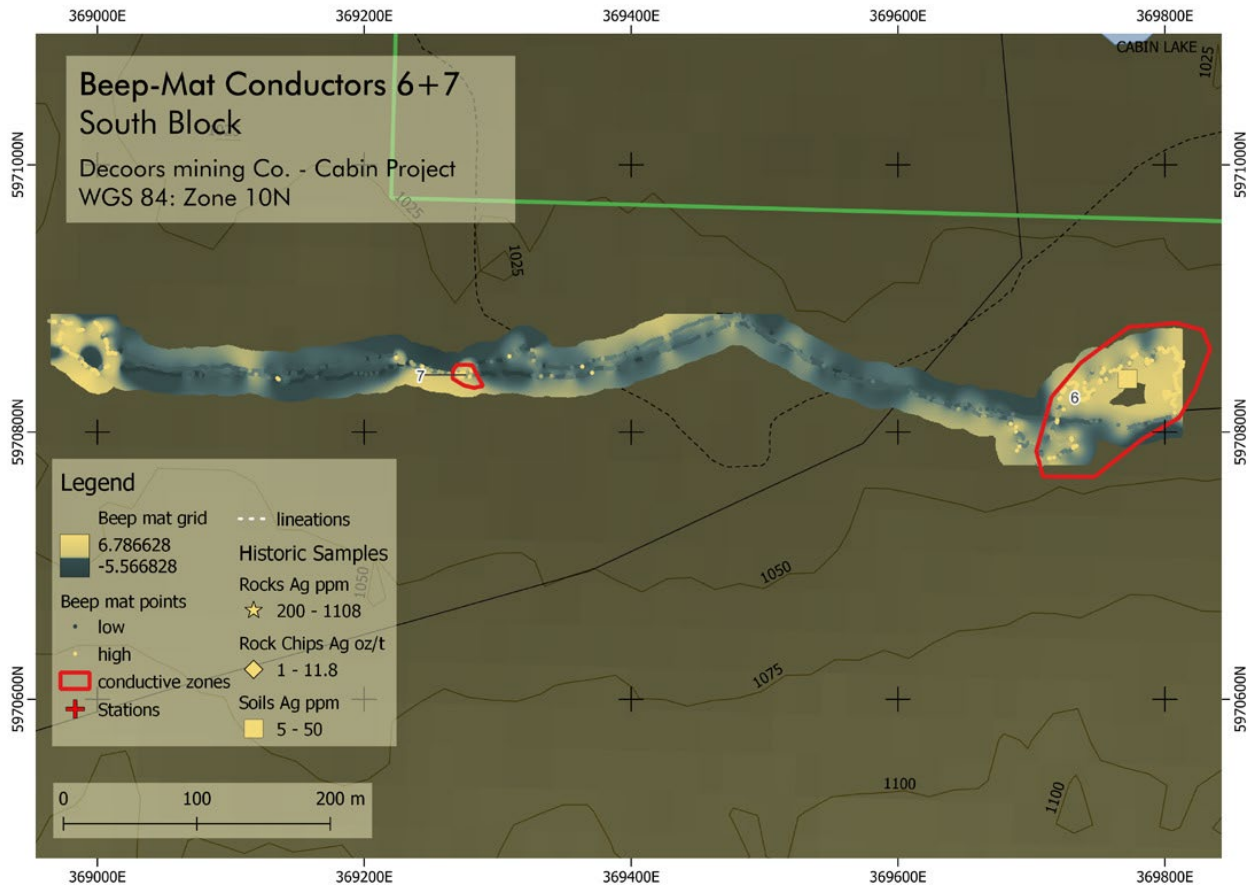 369000E 369200E 369400E 369600E 369800E
CABIN LAKE
Beep-Mat Conductors 6+7
South Block
Decoors mining Co. - Cabin Project
WGS 84: Zone 10N
1025
1025
1025
1025
5971000N
5971000N
7
6
5970800N
5970800N
Legend
Beep mat grid
6.786628
-5.566828
Beep mat points
low
high
conductive zones
Stations
lineations
Historic Samples
Rocks Ag ppm
200 - 1108
Rock Chips Ag oz/t
1 - 11.8
Soils Ag ppm
5 - 50
1050
1050
1075
5970600N
5970600N
1100
1100
0 100 200 m
369000E 369200E 369400E 369600E 369800E